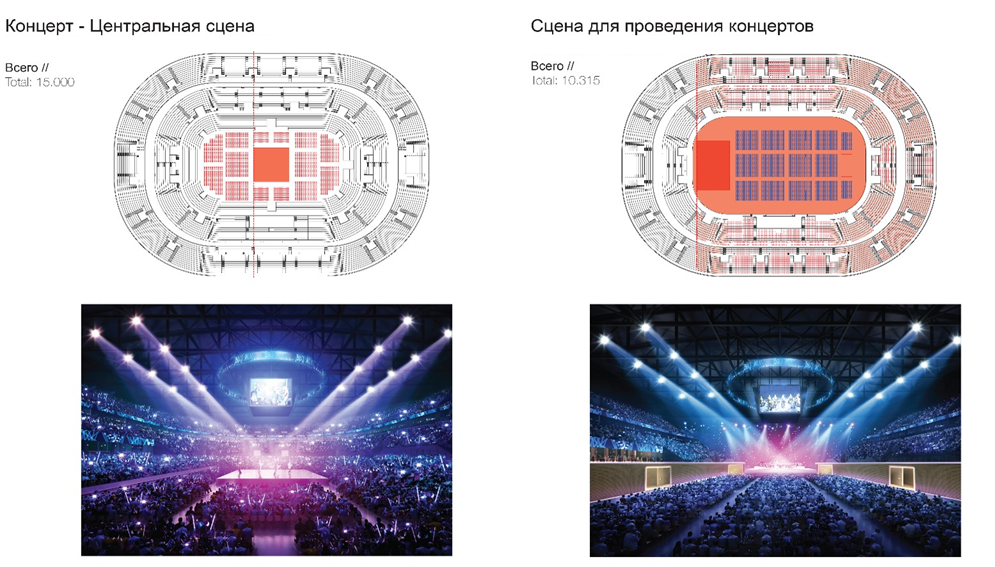 Концерт - Центральная сцена
Всего //
Total: 15.000
Сцена для проведения концертов
Всего //
Total: 10.315